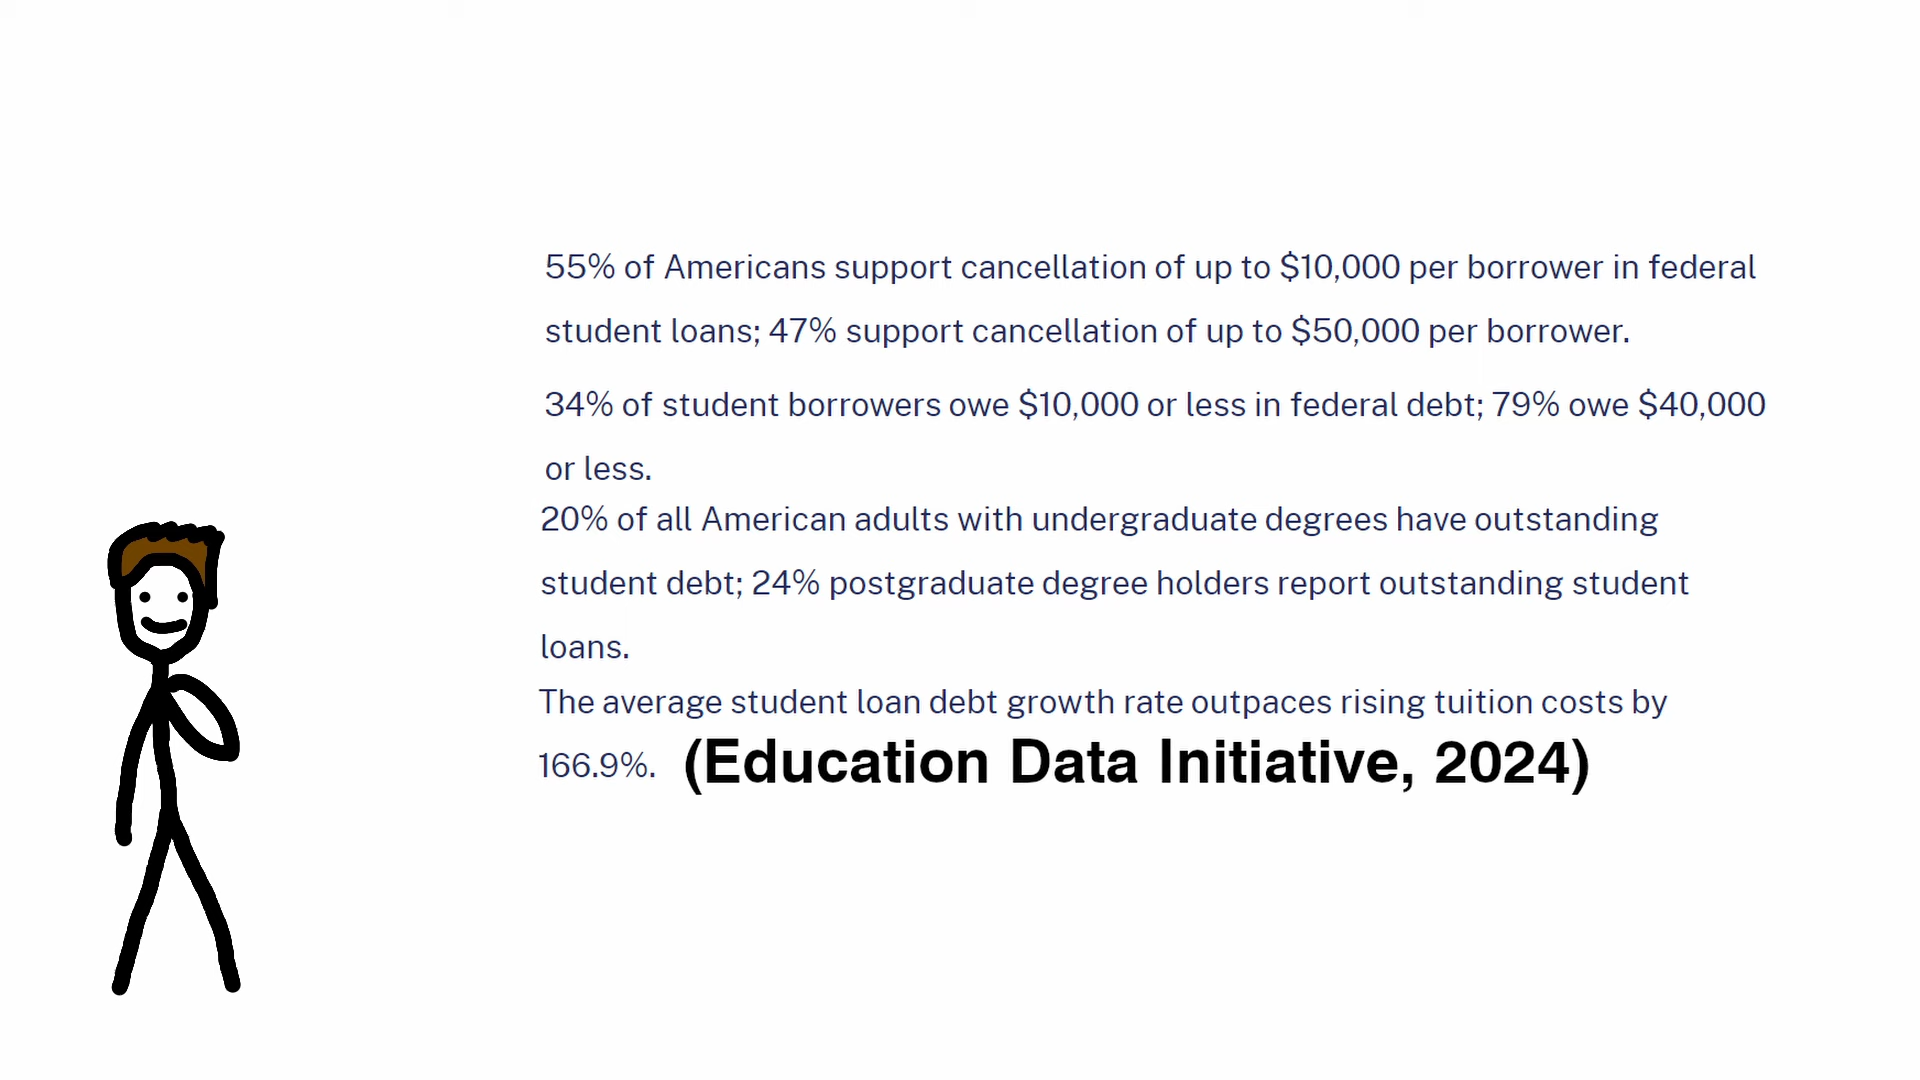 55% of Americans support cancellation of up to $10,000 per borrower in federal
student loans; 47% support cancellation of up to $50,000 per borrower.
34% of student borrowers owe $10,000 or less in federal debt; 79% owe $40,000
or less.
20% of all American adults with undergraduate degrees have outstanding
student debt; 24% postgraduate degree holders report outstanding student
loans.
The average student loan debt growth rate outpaces rising tuition costs by
166.9%. (Education Data Initiative, 2024)